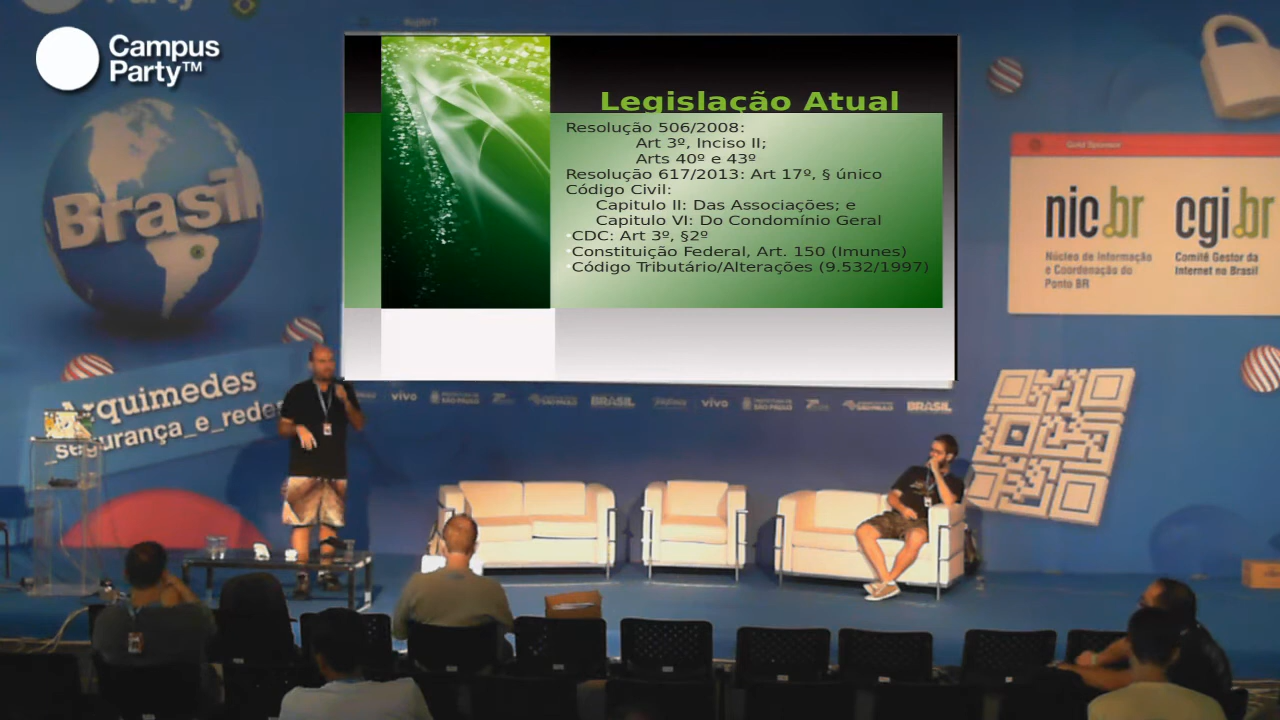 Campus
Party™
Legislação Atual
Resolução 506/2008:
Art 3º, Inciso II;
Arts 40º e 43º
Resolução 617/2013: Art 17º, § único
Código Civil:
Capitulo II: Das Associações; e
Capitulo VI: Do Condomínio Geral
CDC: Art 3º, §2º
Constituição Federal, Art. 150 (Imunes)
Código Tributário/Alterações (9.532/1997)
Brasil
Gold Sponsor
nic.br
Núcleo de Informação
e Coordenação do
Ponto BR
cgi.br
Comitê Gestor da
Internet no Brasil
Arquimedes
segurança_e_redes
vivo
BRASIL
vivo
BRASIL